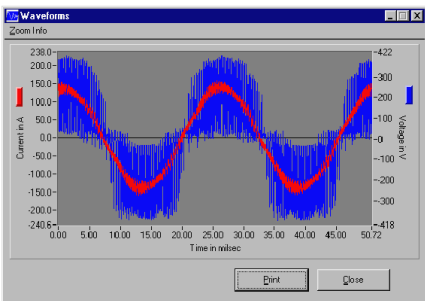 Waveforms
Zoom Info
238.0
200.0
150.0
100.0
50.0
0.0
-50.0
-100.0
-150.0
-200.0
-240.6
Current in A
422
300
200
100
-0
-100
-200
-300
-418
Voltage in V
0.00 5.00 10.00 15.00 20.00 25.00 30.00 35.00 40.00 45.00 50.72
Time in milsec
Print Close